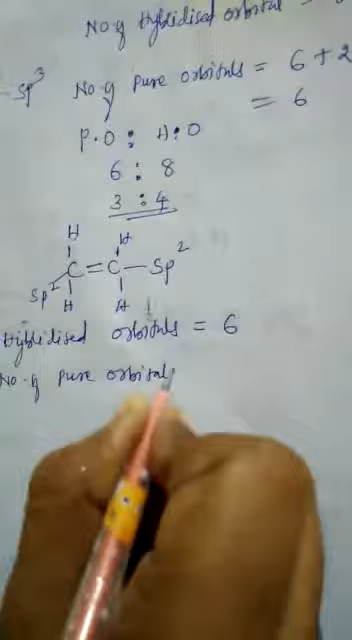 No.of Hybridised orbital =
sp³ No.of pure orbitals = 6 + 2
= 6
P.O : H.O
6 : 8
3 : 4
H H
C = C - sp²
sp² H H
Hybridised orbitals = 6
No.of pure orbital